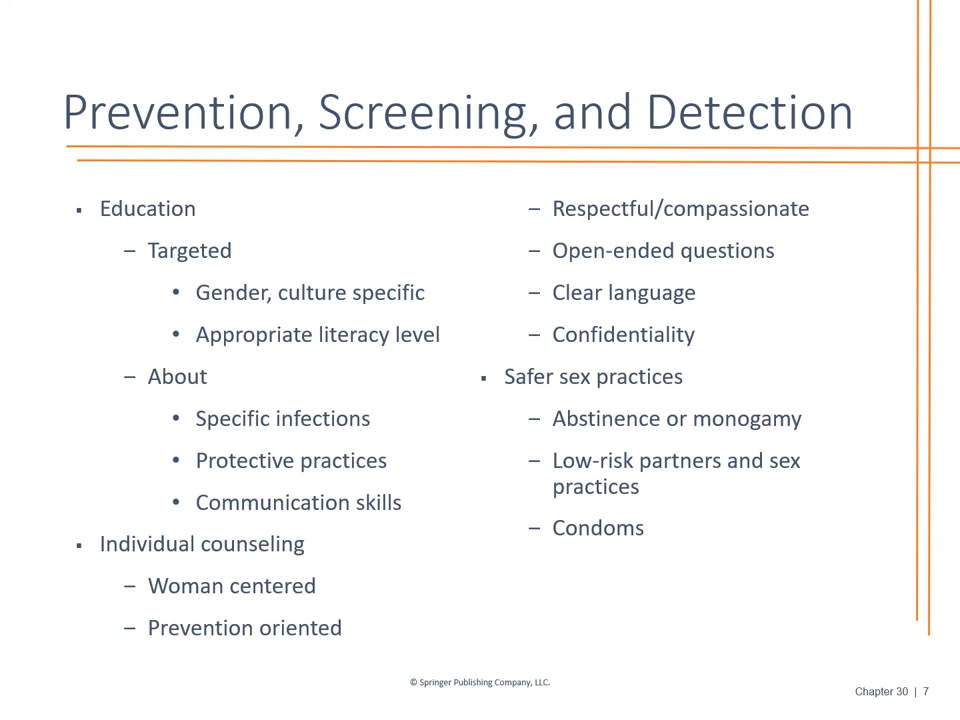 Prevention, Screening, and Detection
▪ Education
– Targeted
• Gender, culture specific
• Appropriate literacy level
– About
• Specific infections
• Protective practices
• Communication skills
▪ Individual counseling
– Woman centered
– Prevention oriented
– Respectful/compassionate
– Open-ended questions
– Clear language
– Confidentiality
▪ Safer sex practices
– Abstinence or monogamy
– Low-risk partners and sex
practices
– Condoms
© Springer Publishing Company, LLC.
Chapter 30 | 7